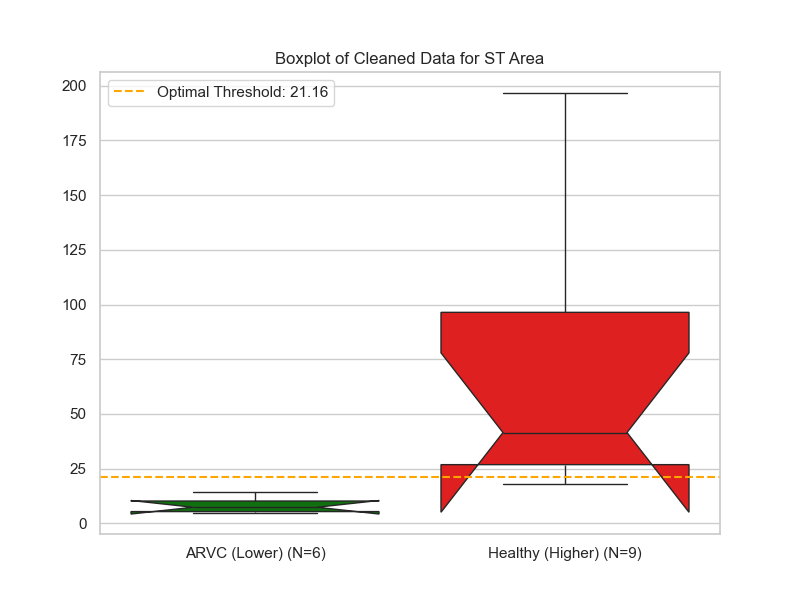 Boxplot of Cleaned Data for ST Area
Optimal Threshold: 21.16
200
175
150
125
100
75
50
25
0
ARVC (Lower) (N=6)
Healthy (Higher) (N=9)